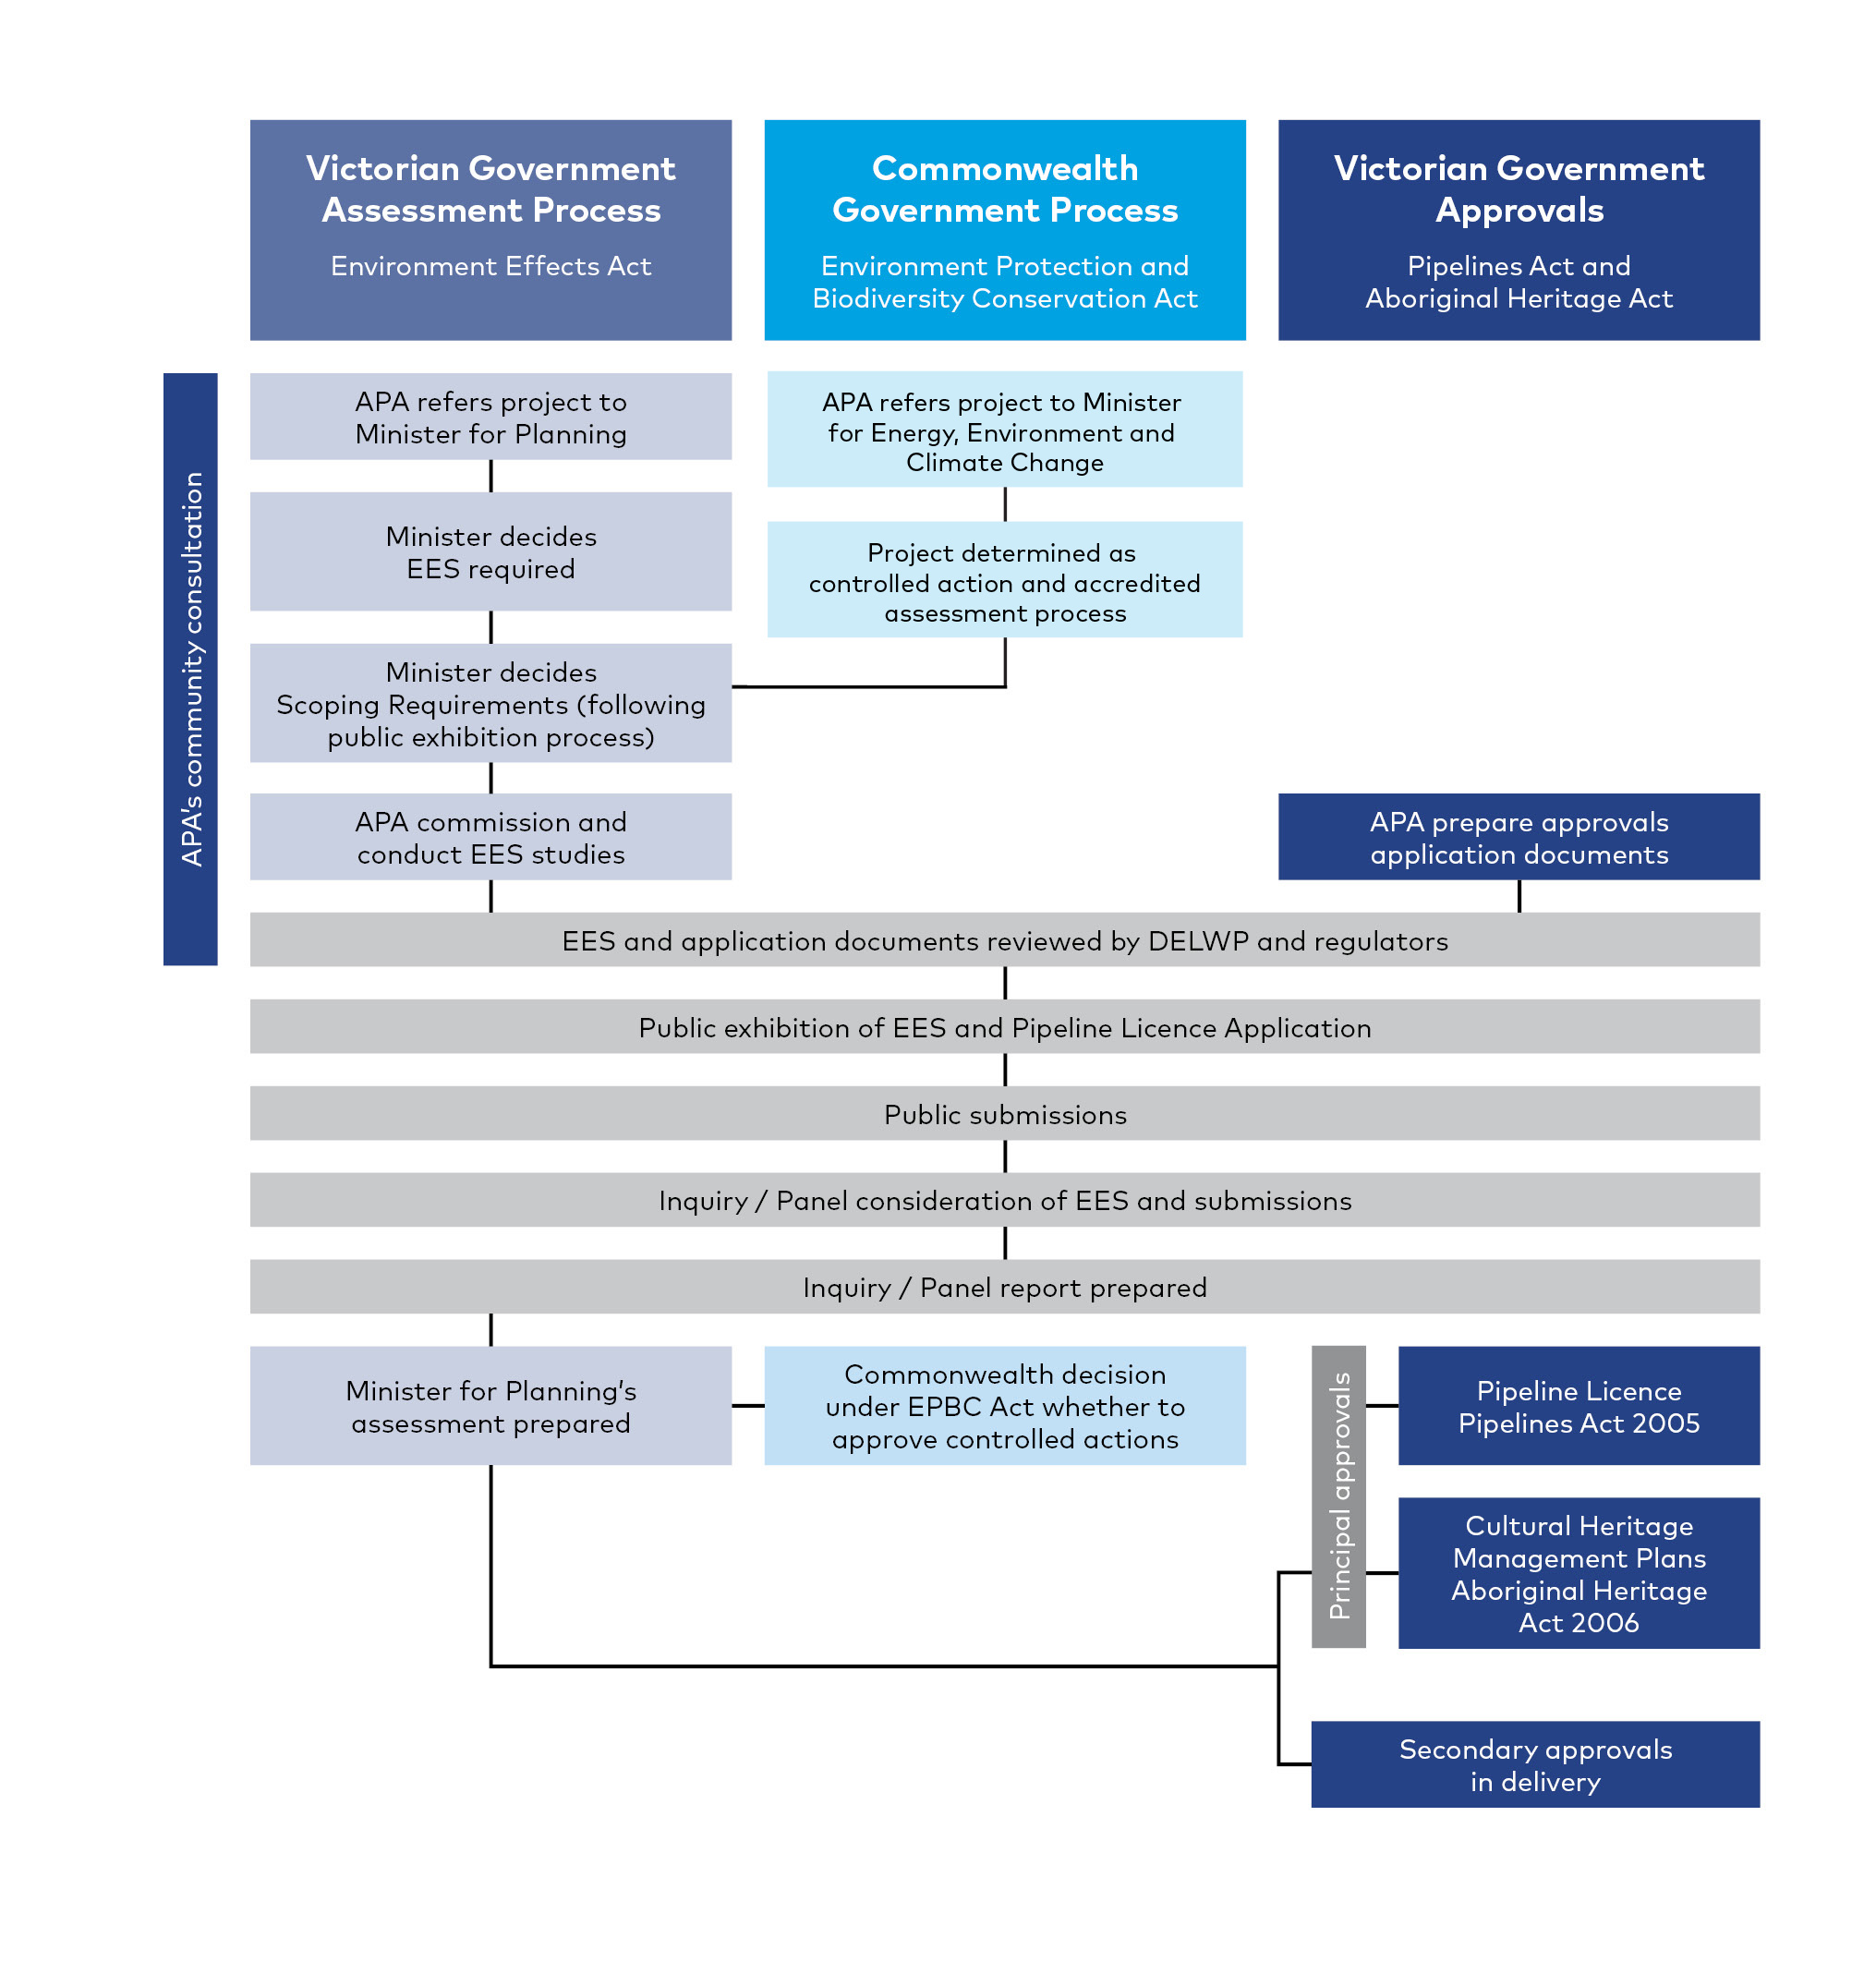 Victorian Government
Assessment Process
Environment Effects Act
Commonwealth
Government Process
Environment Protection and
Biodiversity Conservation Act
Victorian Government
Approvals
Pipelines Act and
Aboriginal Heritage Act
APA's community consultation
APA refers project to
Minister for Planning
APA refers project to Minister
for Energy, Environment and
Climate Change
Minister decides
EES required
Project determined as
controlled action and accredited
assessment process
Minister decides
Scoping Requirements (following
public exhibition process)
APA commission and
conduct EES studies
APA prepare approvals
application documents
EES and application documents reviewed by DELWP and regulators
Public exhibition of EES and Pipeline Licence Application
Public submissions
Inquiry / Panel consideration of EES and submissions
Inquiry / Panel report prepared
Minister for Planning's
assessment prepared
Commonwealth decision
under EPBC Act whether to
approve controlled actions
Principal approvals
Pipeline Licence
Pipelines Act 2005
Cultural Heritage
Management Plans
Aboriginal Heritage
Act 2006
Secondary approvals
in delivery